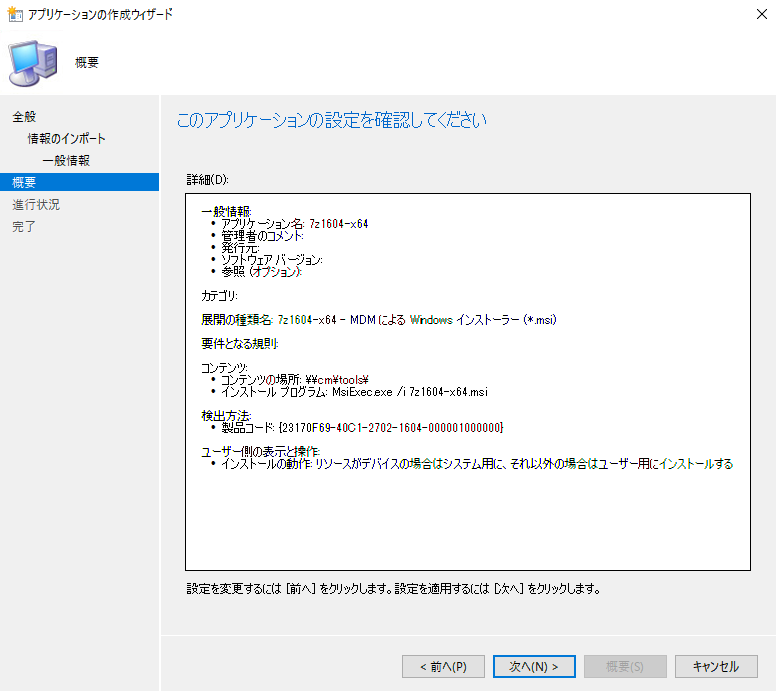 アプリケーションの作成ウィザード
概要
全般
情報のインポート
一般情報
概要
進行状況
完了
このアプリケーションの設定を確認してください
詳細(D):
一般情報:
• アプリケーション名: 7z1604-x64
• 管理者のコメント:
• 発行元:
• ソフトウェア バージョン:
• 参照 (オプション):
カテゴリ:
展開の種類名: 7z1604-x64 - MDM による Windows インストーラー (*.msi)
要件となる規則:
コンテンツ:
• コンテンツの場所: \\cm\tools\
• インストール プログラム: MsiExec.exe /i 7z1604-x64.msi
検出方法:
• 製品コード: {23170F69-40C1-2702-1604-000001000000}
ユーザー側の表示と操作:
• インストールの動作: リソースがデバイスの場合はシステム用に、それ以外の場合はユーザー用にインストールする
設定を変更するには [前へ] をクリックします。設定を適用するには [次へ] をクリックします。
< 前へ(P)
次へ(N) >
概要(S)
キャンセル